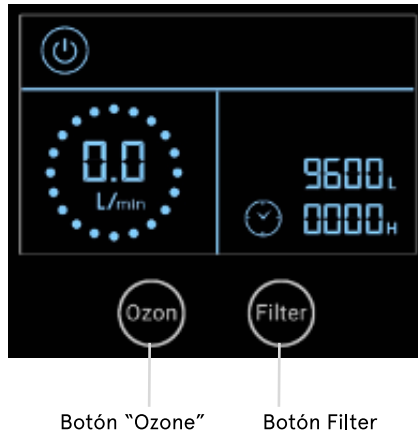 0.0
L/min
9600L
0000H
Ozon
Filter
Botón “Ozone”
Botón Filter